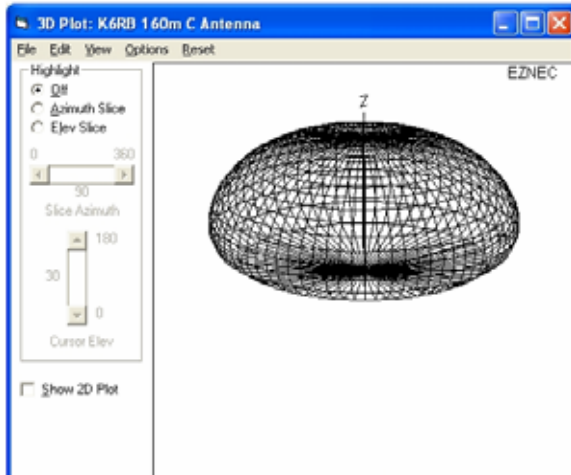 3D Plot: K6RB 160m C Antenna
File Edit View Options Reset
Highlight
Off
Azimuth Slice
Elev Slice
0 360
90
Slice Azimuth
180
30
0
Cursor Elev
Show 2D Plot
EZNEC
Z